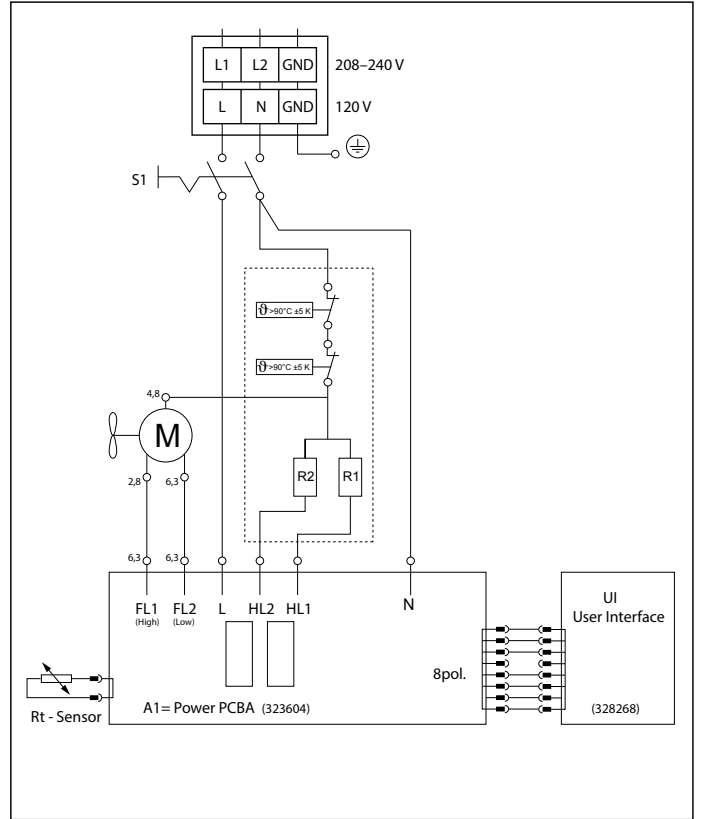 L1 L2 GND 208–240 V
L N GND 120 V
S1
ϑ >90°C ±5 K
ϑ >90°C ±5 K
4,8
M
R2 R1
2,8 6,3
6,3 6,3
FL1 FL2 L HL2 HL1 N
(High) (Low)
UI
User Interface
8pol.
Rt - Sensor
A1= Power PCBA (323604)
(328268)